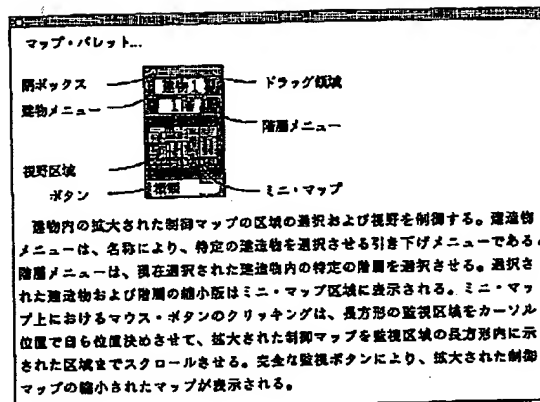 マップ・パレット...
閉ボックス
建物1
ドラッグ領域
建物メニュー
1階
階層メニュー
視野区域
ボタン
ミニ・マップ
建物内の拡大された制御マップの区域の選択および視野を制御する。建造物
メニューは、名称により、特定の建造物を選択させる引き下げメニューである。
階層メニューは、現在選択された建造物内の特定の階層を選択させる。選択さ
れた建造物および階層の縮小版はミニ・マップ区域に表示される。ミニ・マッ
プ上におけるマウス・ボタンのクリッキングは、長方形の監視区域をカーソル
位置で自ら位置決めさせて、拡大された制御マップを監視区域の長方形内に示
された区域までスクロールさせる。完全な監視ボタンにより、拡大された制御
マップの縮小されたマップが表示される。